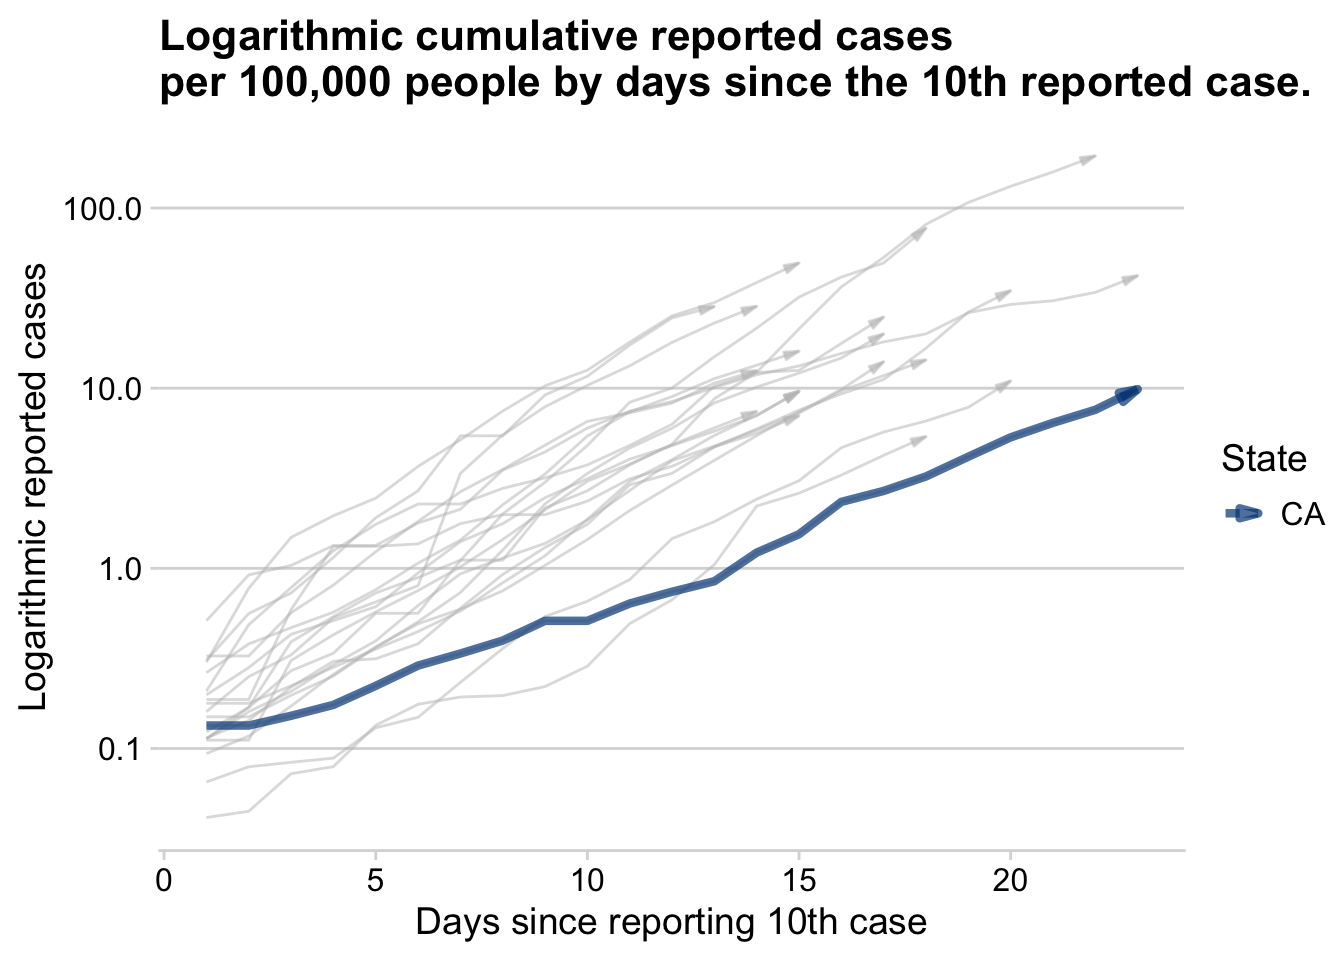 Logarithmic cumulative reported cases
per 100,000 people by days since the 10th reported case.
Logarithmic reported cases
100.0
10.0
1.0
0.1
0
5
10
15
20
Days since reporting 10th case
State
CA